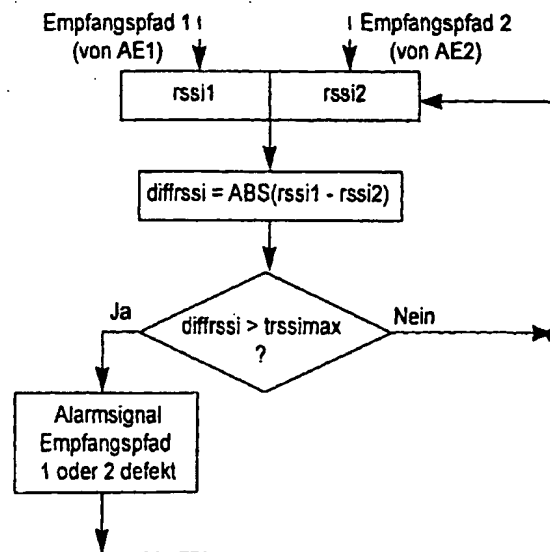 Empfangspfad 1
(von AE1)
Empfangspfad 2
(von AE2)
rssi1
rssi2
diffrssi = ABS(rssi1 - rssi2)
Ja
diffrssi > trssimax
?
Nein
Alarmsignal
Empfangspfad
1 oder 2 defekt